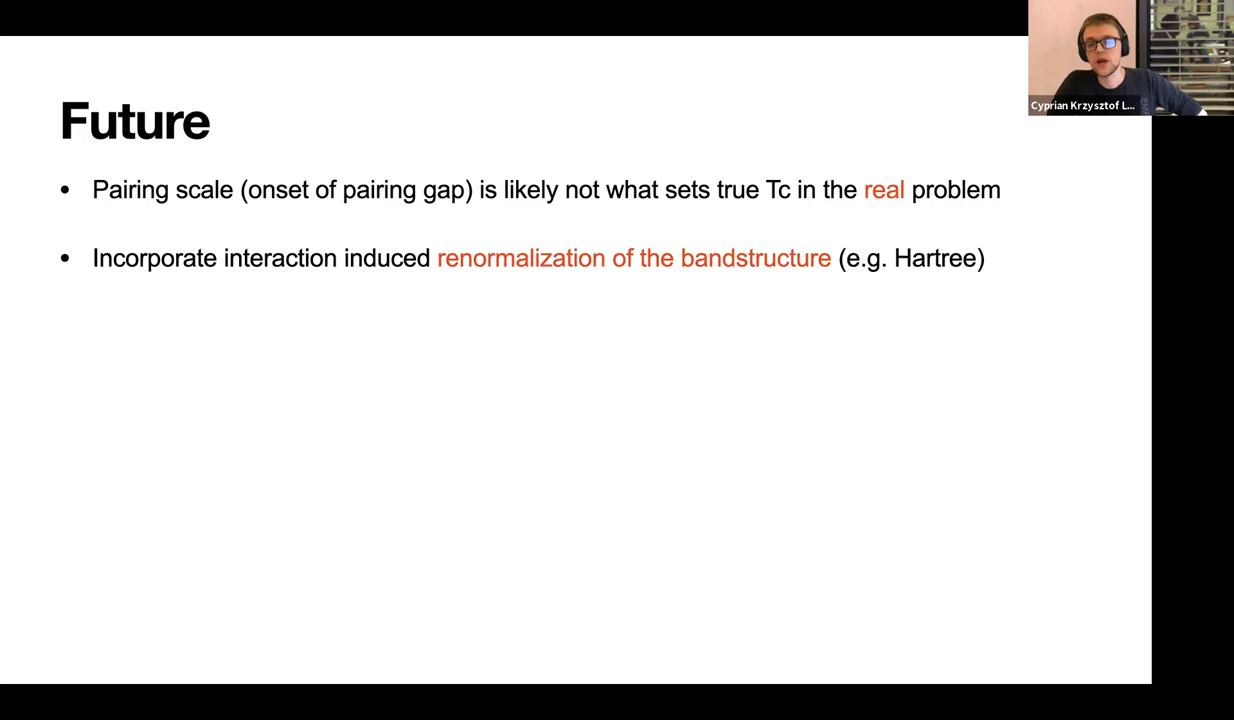 Future
• Pairing scale (onset of pairing gap) is likely not what sets true Tc in the real problem
• Incorporate interaction induced renormalization of the bandstructure (e.g. Hartree)
Cyprian Krzysztof L...